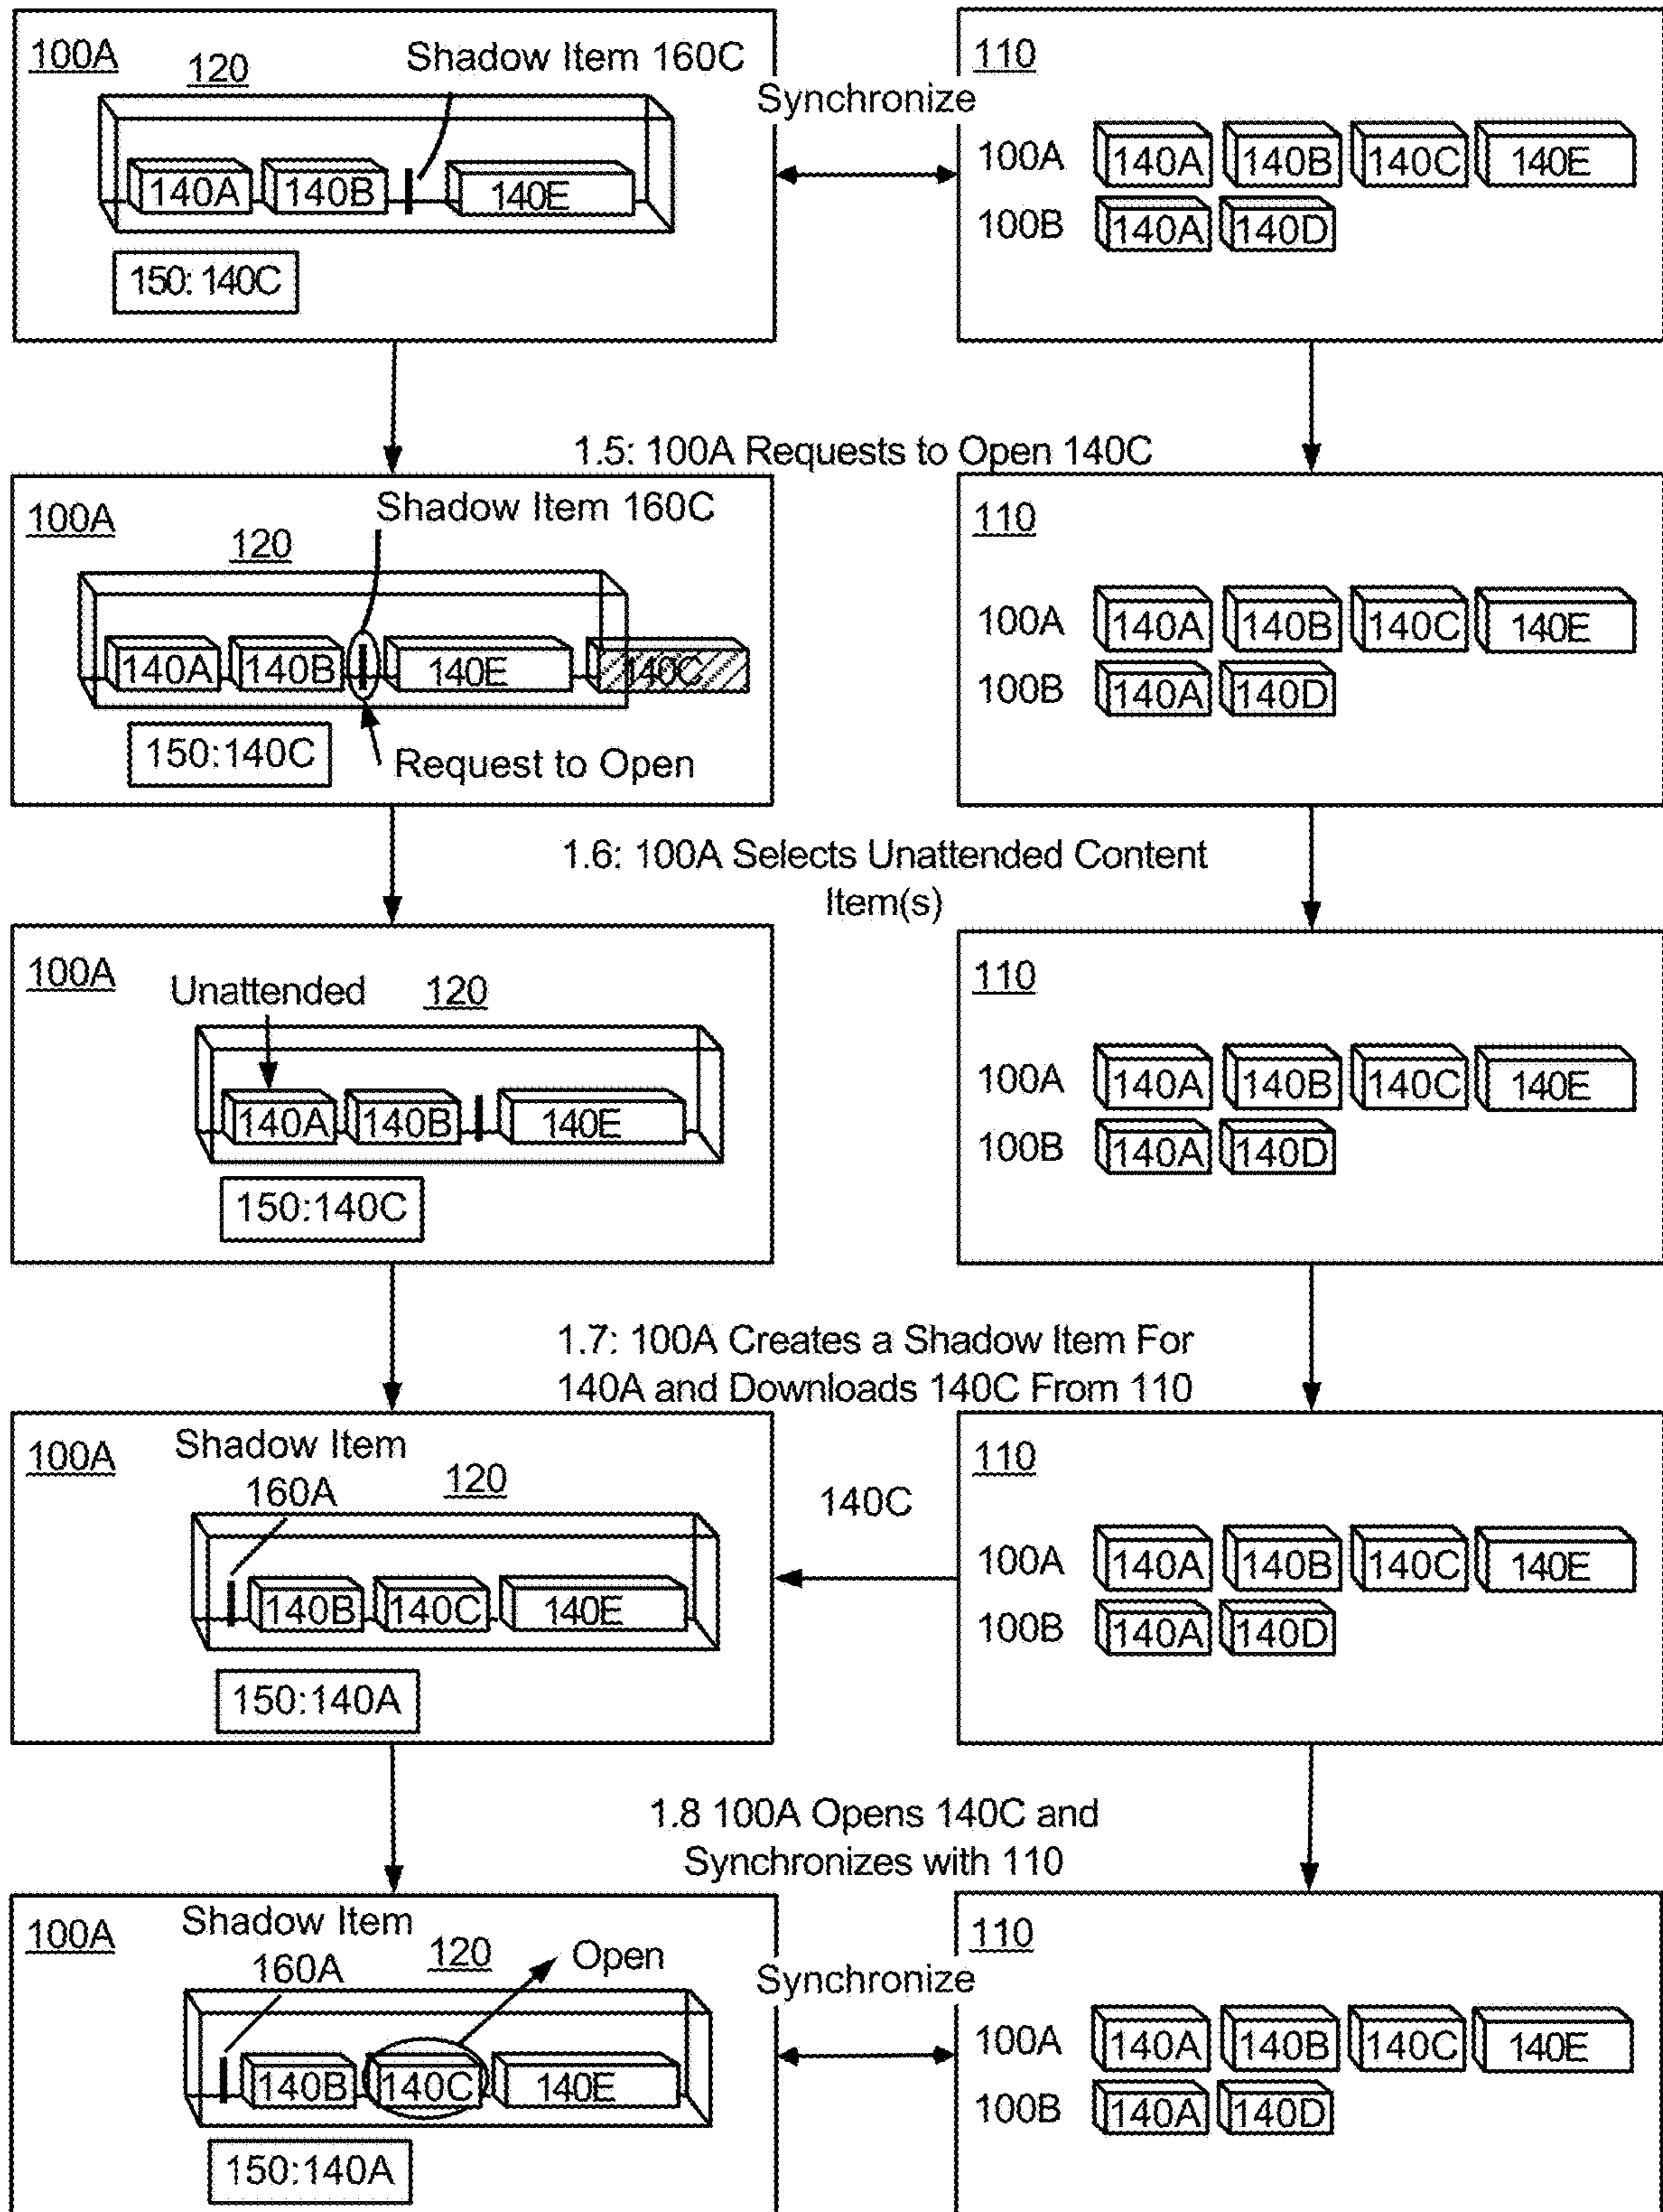 100A
120
Shadow Item 160C
140A
140B
140E
150:140C
Synchronize
110
100A
140A
140B
140C
140E
100B
140A
140D
1.5: 100A Requests to Open 140C
100A
Shadow Item 160C
120
140A
140B
140E
140C
150:140C
Request to Open
110
100A
140A
140B
140C
140E
100B
140A
140D
1.6: 100A Selects Unattended Content
Item(s)
100A
Unattended
120
140A
140B
140E
150:140C
110
100A
140A
140B
140C
140E
100B
140A
140D
1.7: 100A Creates a Shadow Item For
140A and Downloads 140C From 110
100A
Shadow Item
160A
120
140B
140C
140E
150:140A
140C
110
100A
140A
140B
140C
140E
100B
140A
140D
1.8 100A Opens 140C and
Synchronizes with 110
100A
Shadow Item
160A
120
Open
140B
140C
140E
150:140A
Synchronize
110
100A
140A
140B
140C
140E
100B
140A
140D